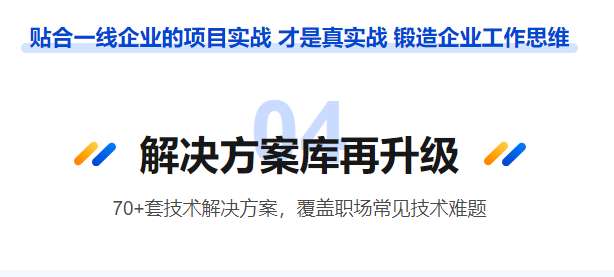 贴合一线企业的项目实战 才是真实战 锻造企业工作思维
04
解决方案库再升级
70+套技术解决方案，覆盖职场常见技术难题